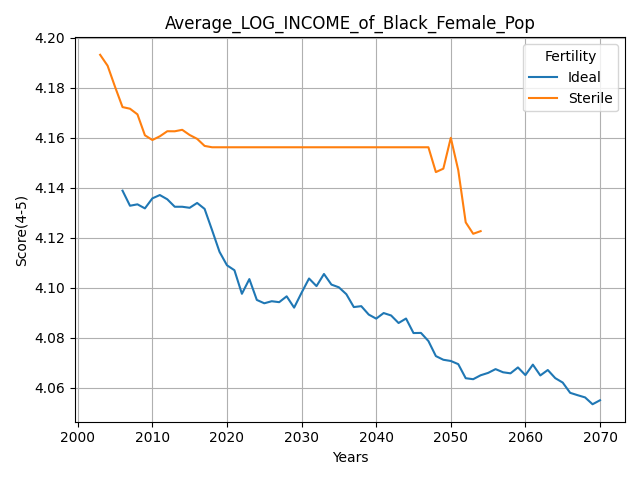 Average_LOG_INCOME_of_Black_Female_Pop
Score(4-5)
4.20
4.18
4.16
4.14
4.12
4.10
4.08
4.06
Fertility
Ideal
Sterile
2000 2010 2020 2030 2040 2050 2060 2070
Years